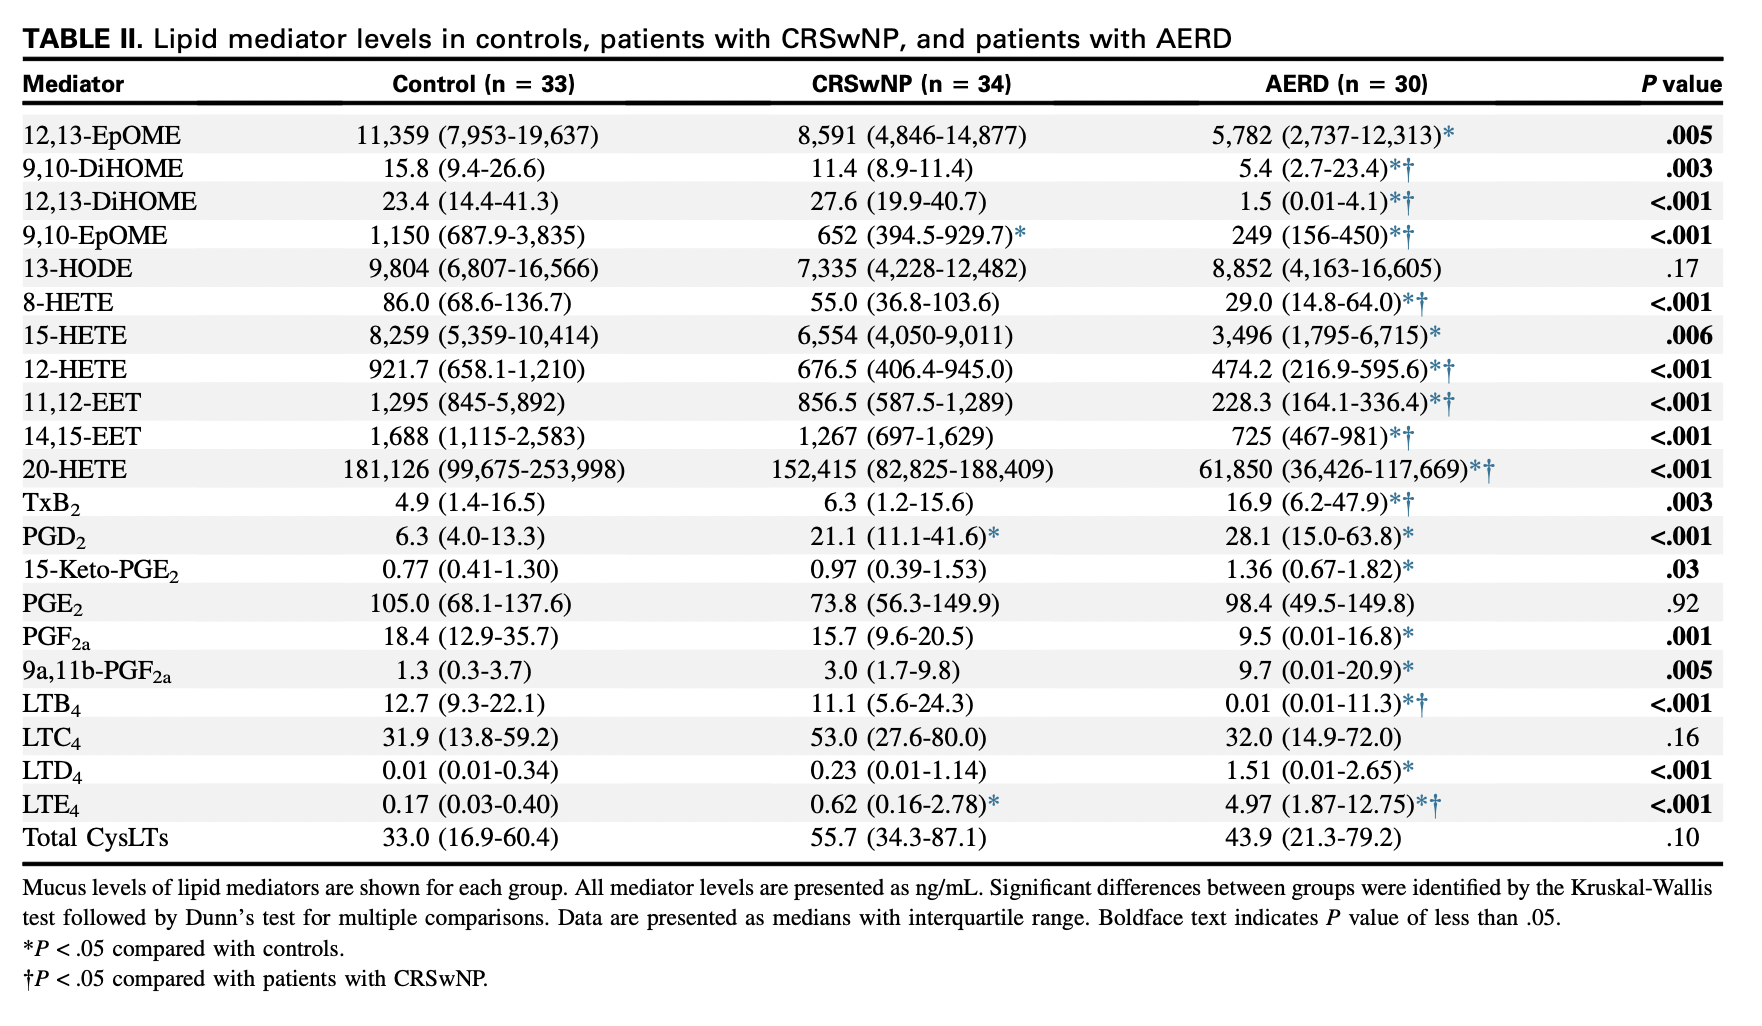 TABLE II. Lipid mediator levels in controls, patients with CRSwNP, and patients with AERD
Mediator Control (n = 33) CRSwNP (n = 34) AERD (n = 30) P value
12,13-EpOME 11,359 (7,953-19,637) 8,591 (4,846-14,877) 5,782 (2,737-12,313)* .005
9,10-DiHOME 15.8 (9.4-26.6) 11.4 (8.9-11.4) 5.4 (2.7-23.4)*† .003
12,13-DiHOME 23.4 (14.4-41.3) 27.6 (19.9-40.7) 1.5 (0.01-4.1)*† <.001
9,10-EpOME 1,150 (687.9-3,835) 652 (394.5-929.7)* 249 (156-450)*† <.001
13-HODE 9,804 (6,807-16,566) 7,335 (4,228-12,482) 8,852 (4,163-16,605) .17
8-HETE 86.0 (68.6-136.7) 55.0 (36.8-103.6) 29.0 (14.8-64.0)*† <.001
15-HETE 8,259 (5,359-10,414) 6,554 (4,050-9,011) 3,496 (1,795-6,715)* .006
12-HETE 921.7 (658.1-1,210) 676.5 (406.4-945.0) 474.2 (216.9-595.6)*† <.001
11,12-EET 1,295 (845-5,892) 856.5 (587.5-1,289) 228.3 (164.1-336.4)*† <.001
14,15-EET 1,688 (1,115-2,583) 1,267 (697-1,629) 725 (467-981)*† <.001
20-HETE 181,126 (99,675-253,998) 152,415 (82,825-188,409) 61,850 (36,426-117,669)*† <.001
TxB₂ 4.9 (1.4-16.5) 6.3 (1.2-15.6) 16.9 (6.2-47.9)*† .003
PGD₂ 6.3 (4.0-13.3) 21.1 (11.1-41.6)* 28.1 (15.0-63.8)* <.001
15-Keto-PGE₂ 0.77 (0.41-1.30) 0.97 (0.39-1.53) 1.36 (0.67-1.82)* .03
PGE₂ 105.0 (68.1-137.6) 73.8 (56.3-149.9) 98.4 (49.5-149.8) .92
PGF₂ₐ 18.4 (12.9-35.7) 15.7 (9.6-20.5) 9.5 (0.01-16.8)* .001
9a,11b-PGF₂ₐ 1.3 (0.3-3.7) 3.0 (1.7-9.8) 9.7 (0.01-20.9)* .005
LTB₄ 12.7 (9.3-22.1) 11.1 (5.6-24.3) 0.01 (0.01-11.3)*† <.001
LTC₄ 31.9 (13.8-59.2) 53.0 (27.6-80.0) 32.0 (14.9-72.0) .16
LTD₄ 0.01 (0.01-0.34) 0.23 (0.01-1.14) 1.51 (0.01-2.65)* <.001
LTE₄ 0.17 (0.03-0.40) 0.62 (0.16-2.78)* 4.97 (1.87-12.75)*† <.001
Total CysLTs 33.0 (16.9-60.4) 55.7 (34.3-87.1) 43.9 (21.3-79.2) .10
Mucus levels of lipid mediators are shown for each group. All mediator levels are presented as ng/mL. Significant differences between groups were identified by the Kruskal-Wallis
test followed by Dunn's test for multiple comparisons. Data are presented as medians with interquartile range. Boldface text indicates P value of less than .05.
*P < .05 compared with controls.
†P < .05 compared with patients with CRSwNP.